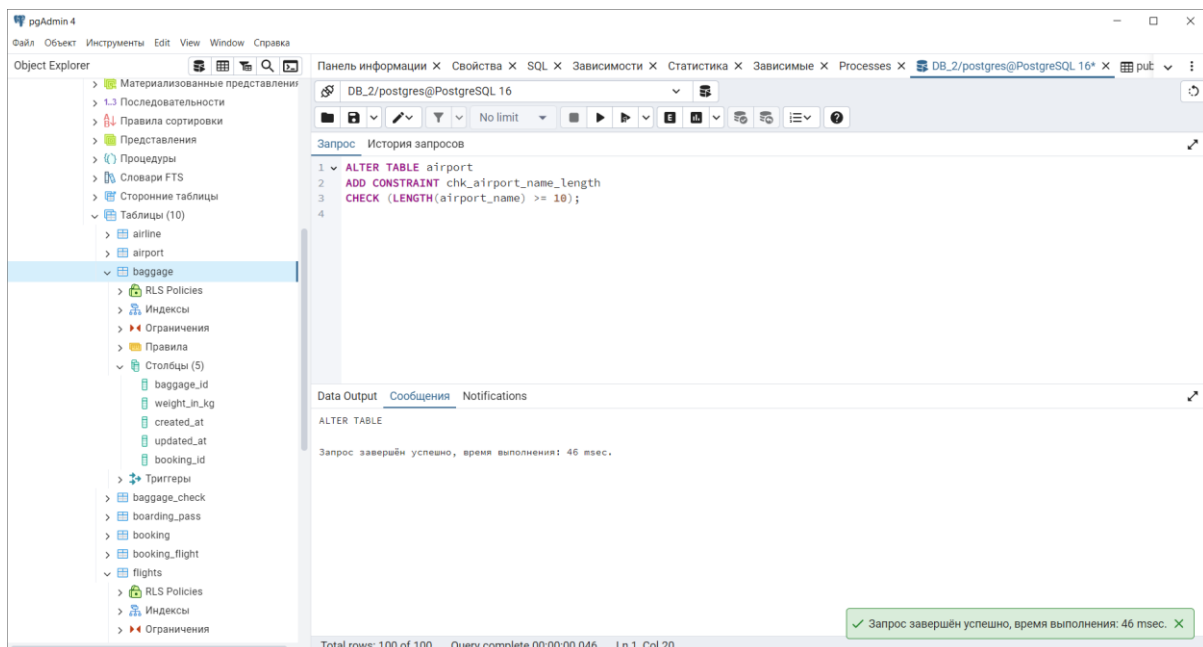 pgAdmin 4
Файл Объект Инструменты Edit View Window Справка
Object Explorer
Материализованные представления
1..3 Последовательности
Правила сортировки
Представления
Процедуры
Словари FTS
Сторонние таблицы
Таблицы (10)
airline
airport
baggage
RLS Policies
Индексы
Ограничения
Правила
Столбцы (5)
baggage_id
weight_in_kg
created_at
updated_at
booking_id
Триггеры
baggage_check
boarding_pass
booking
booking_flight
flights
RLS Policies
Индексы
Ограничения
Панель информации X Свойства X SQL X Зависимости X Статистика X Зависимые X Processes X DB_2/postgres@PostgreSQL 16* X pub
DB_2/postgres@PostgreSQL 16
No limit
Запрос История запросов
1 ALTER TABLE airport
2 ADD CONSTRAINT chk_airport_name_length
3 CHECK (LENGTH(airport_name) >= 10);
4
Data Output Сообщения Notifications
ALTER TABLE
Запрос завершён успешно, время выполнения: 46 msec.
Запрос завершён успешно, время выполнения: 46 msec.
Total rows: 100 of 100 Query complete 00:00:00.046 Ln 1, Col 20